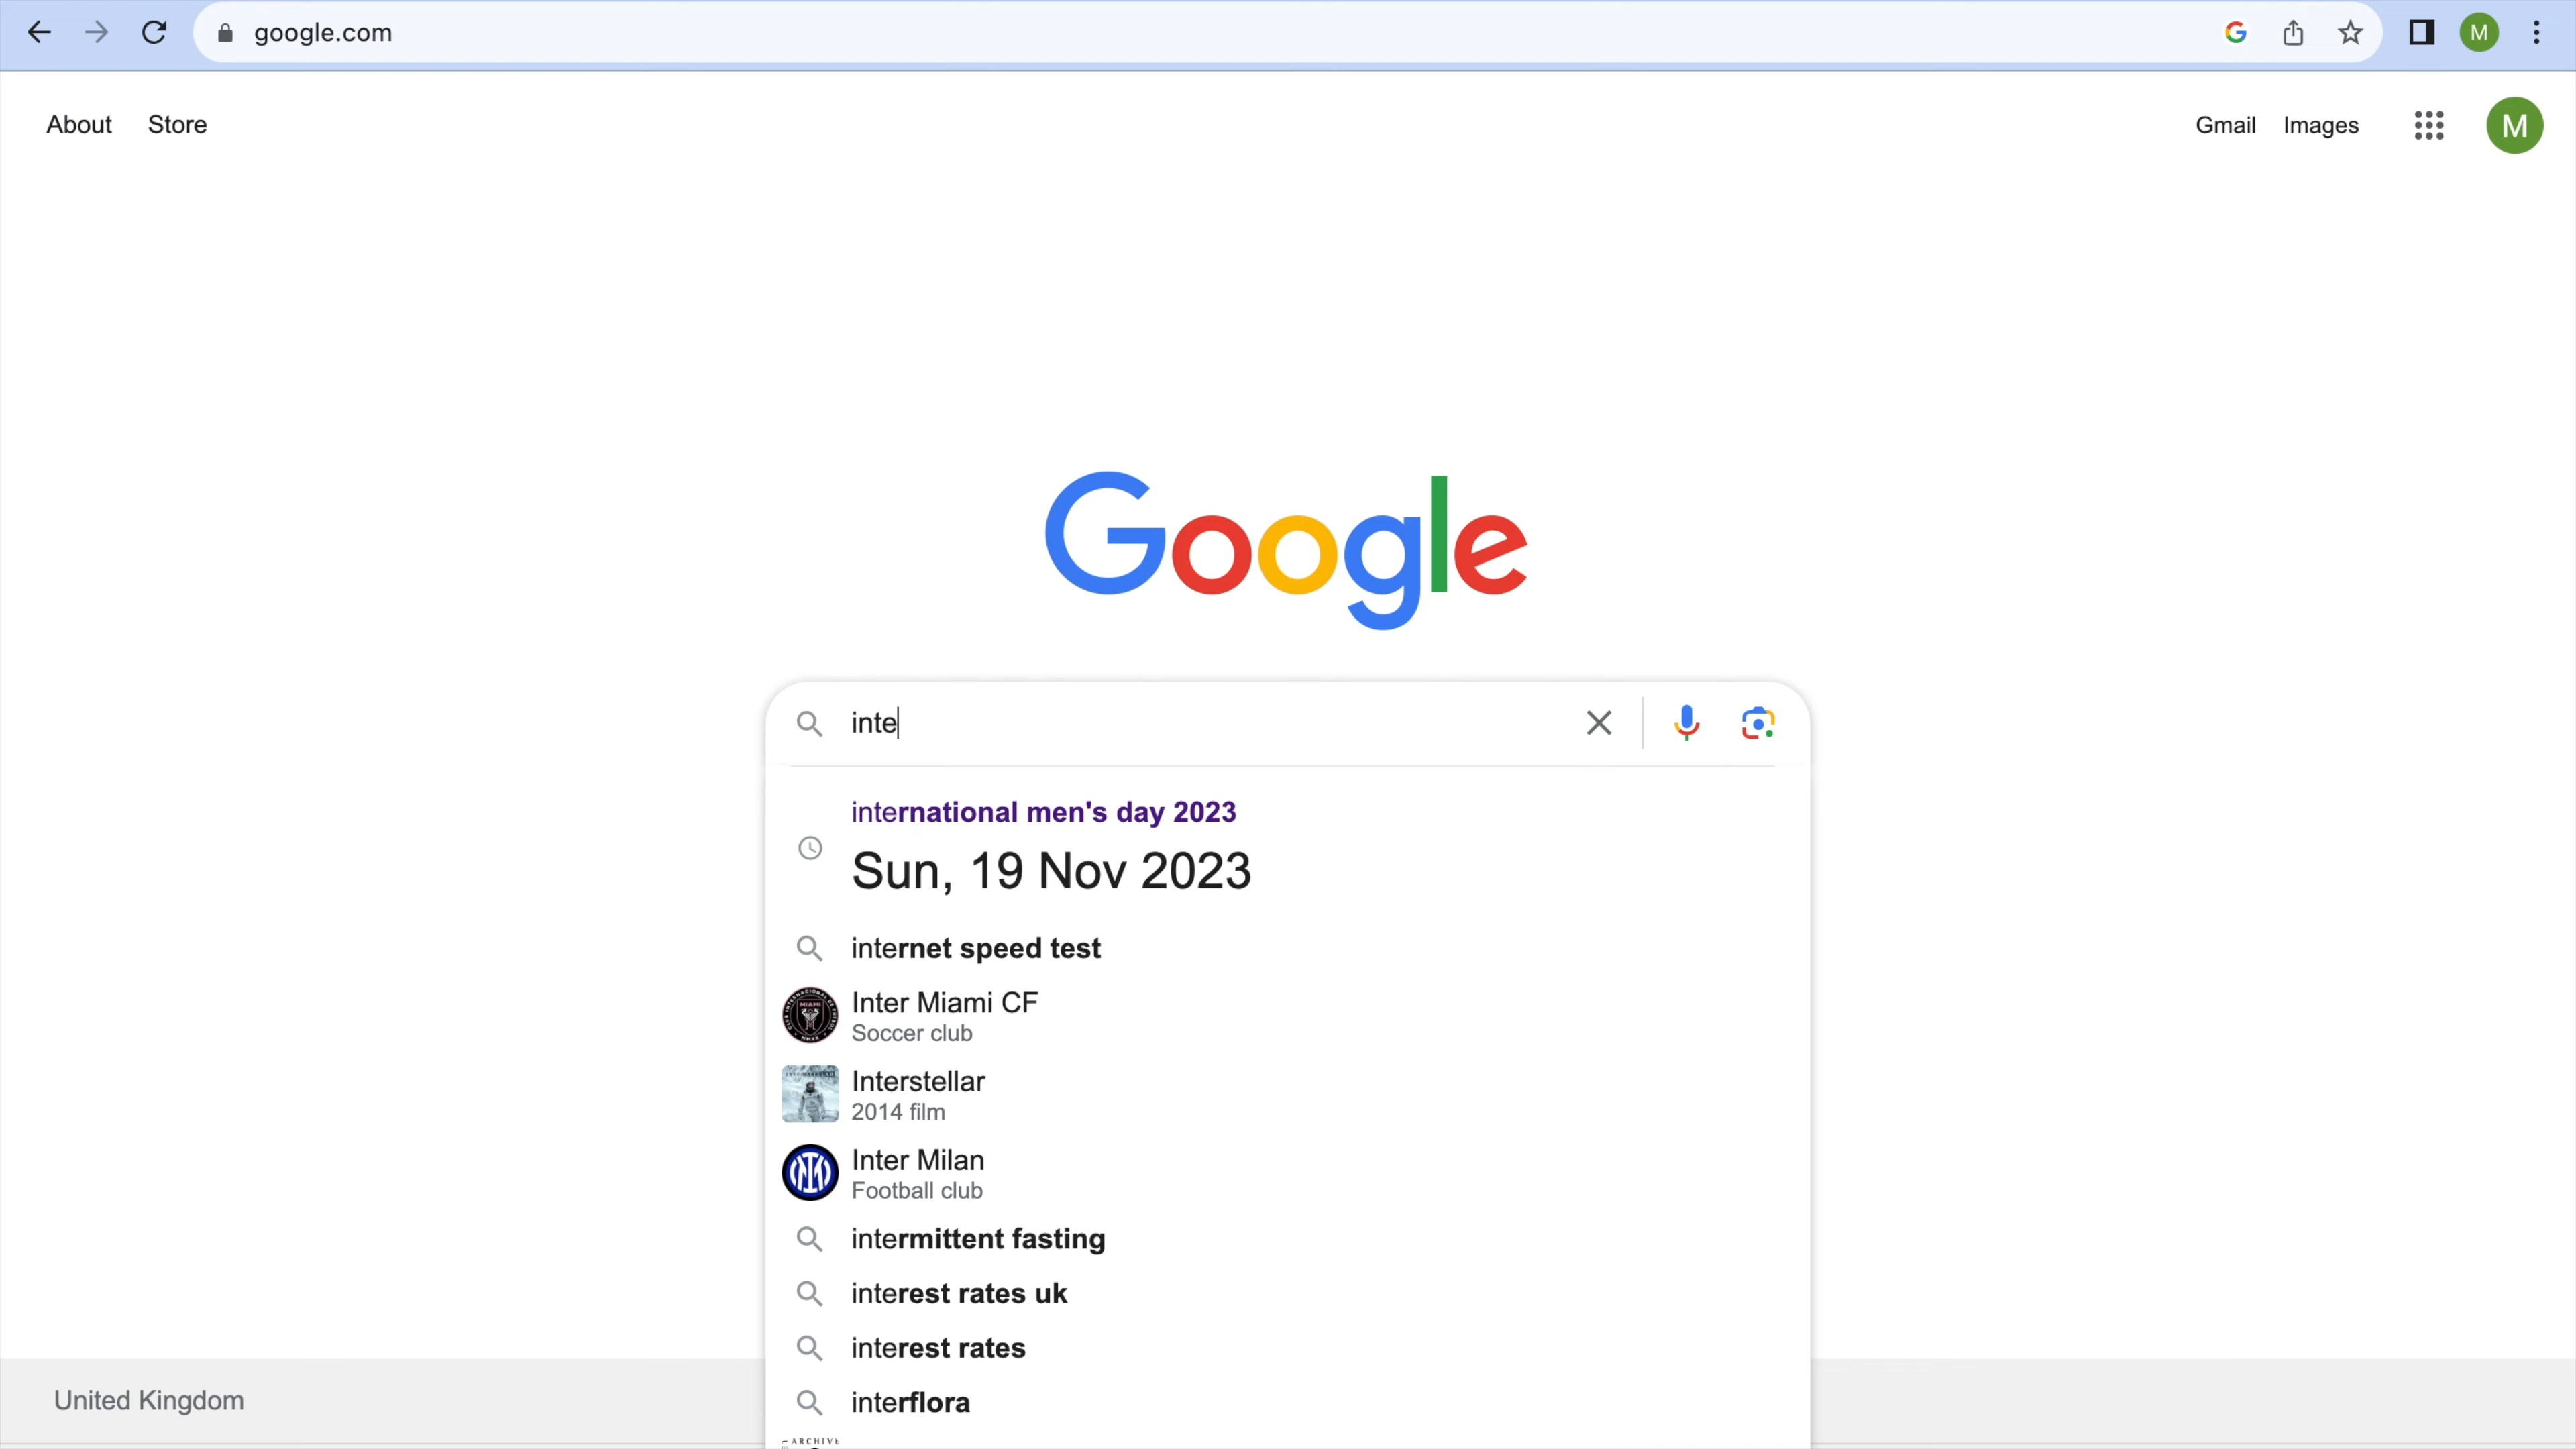 google.com
M
About Store Gmail Images M
Google
inte
international men's day 2023
Sun, 19 Nov 2023
internet speed test
Inter Miami CF
Soccer club
Interstellar
2014 film
Inter Milan
Football club
intermittent fasting
interest rates uk
interest rates
interflora
ARCHIVE
United Kingdom